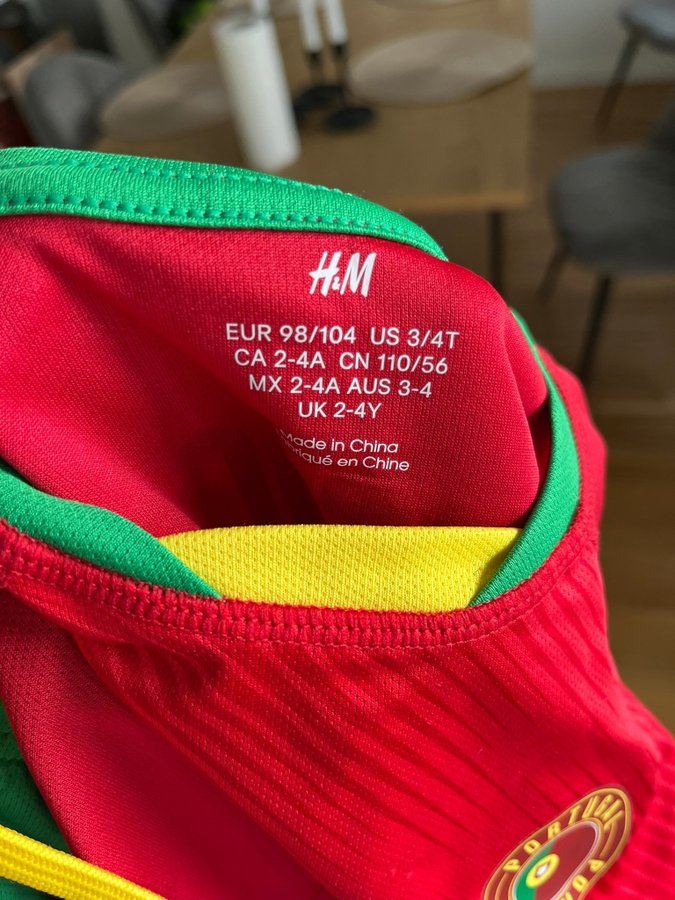 H&M
EUR 98/104 US 3/4T
CA 2-4A CN 110/56
MX 2-4A AUS 3-4
UK 2-4Y
Made in China
en Chine
PORTUGAL